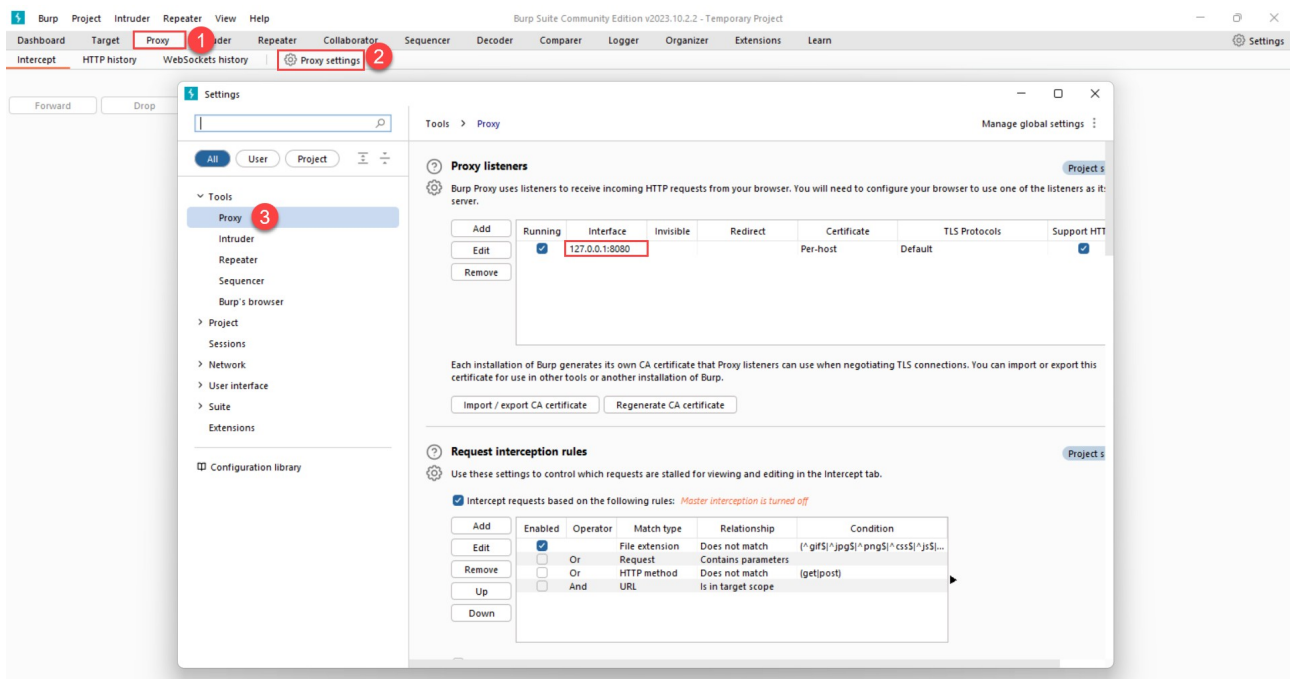 Burp Project Intruder Repeater View Help
Burp Suite Community Edition v2023.10.2.2 - Temporary Project
Dashboard Target Proxy 1 uder Repeater Collaborator Sequencer Decoder Comparer Logger Organizer Extensions Learn Settings
Intercept HTTP history WebSockets history Proxy settings 2
Forward Drop
Settings
Tools > Proxy Manage global settings
All User Project
Proxy listeners Project s
Burp Proxy uses listeners to receive incoming HTTP requests from your browser. You will need to configure your browser to use one of the listeners as its
server.
Tools
Proxy 3
Intruder
Repeater
Sequencer
Burp's browser
Project
Sessions
Network
User interface
Suite
Extensions
Configuration library
Add
Edit
Remove
Running Interface Invisible Redirect Certificate TLS Protocols Support HTT
127.0.0.1:8080 Per-host Default
Each installation of Burp generates its own CA certificate that Proxy listeners can use when negotiating TLS connections. You can import or export this
certificate for use in other tools or another installation of Burp.
Import / export CA certificate Regenerate CA certificate
Request interception rules Project s
Use these settings to control which requests are stalled for viewing and editing in the Intercept tab.
Intercept requests based on the following rules: Master interception is turned off
Add
Edit
Remove
Up
Down
Enabled Operator Match type Relationship Condition
File extension Does not match (^gif$|^jpg$|^png$|^css$|^js$|...
Or Request Contains parameters
Or HTTP method Does not match (get|post)
And URL Is in target scope